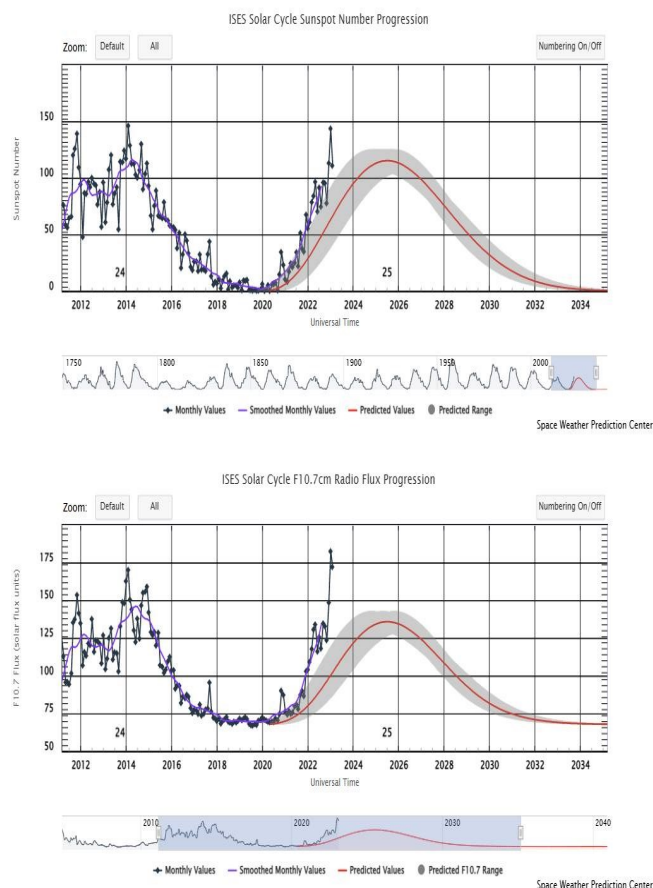 ISES Solar Cycle Sunspot Number Progression
Zoom: Default All Numbering On/Off
Sunspot Number
150
100
50
0
24 25
2012 2014 2016 2018 2020 2022 2024 2026 2028 2030 2032 2034
Universal Time
1750 1800 1850 1900 1950 2000
Monthly Values Smoothed Monthly Values Predicted Values Predicted Range
Space Weather Prediction Center
ISES Solar Cycle F10.7cm Radio Flux Progression
Zoom: Default All Numbering On/Off
F10.7 Flux (solar flux units)
175
150
125
100
75
50
24 25
2012 2014 2016 2018 2020 2022 2024 2026 2028 2030 2032 2034
Universal Time
2010 2020 2030 2040
Monthly Values Smoothed Monthly Values Predicted Values Predicted F10.7 Range
Space Weather Prediction Center